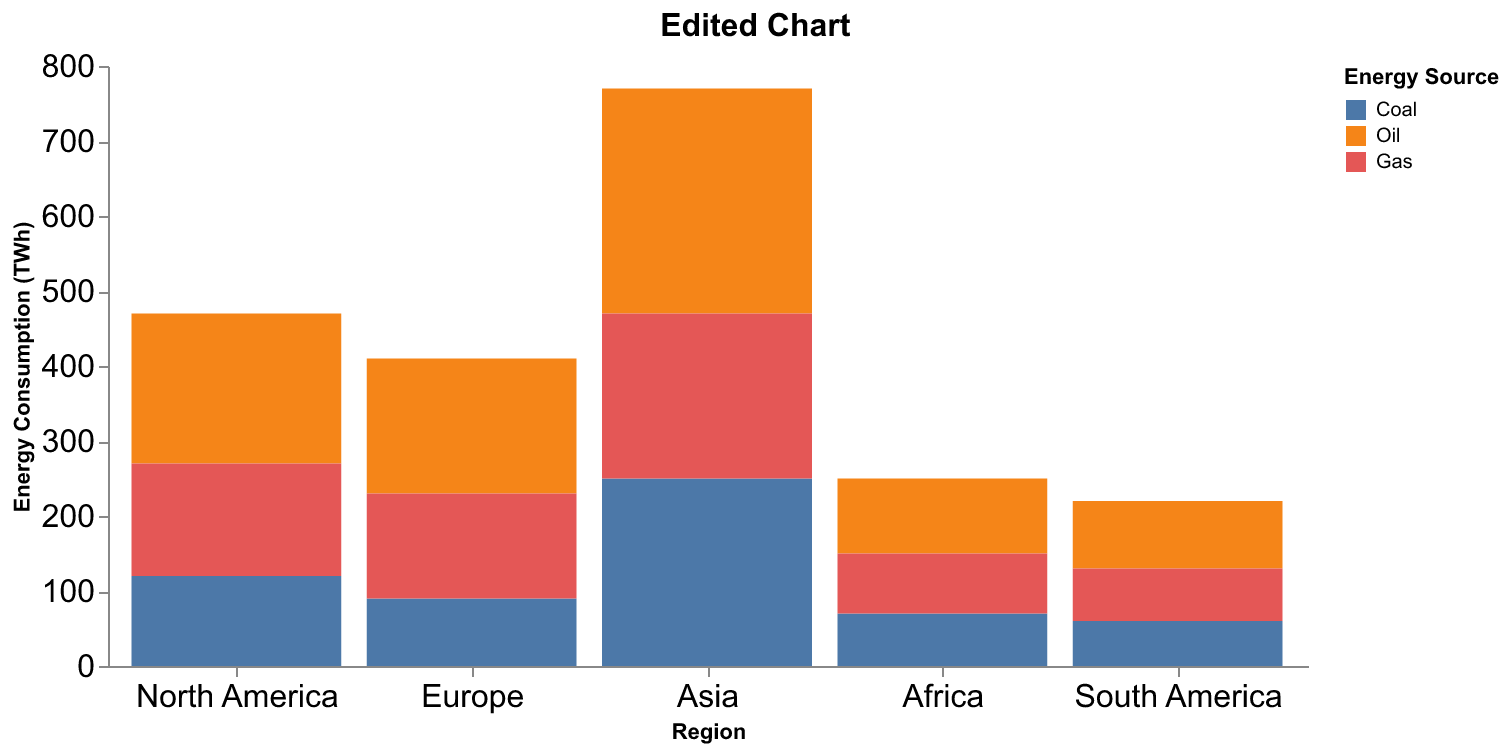 Edited Chart
Energy Consumption (TWh)
800
700
600
500
400
300
200
100
0
North America
Europe
Asia
Africa
South America
Region
Energy Source
Coal
Oil
Gas